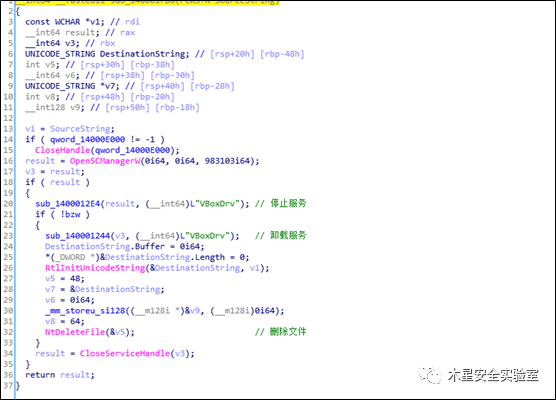 1 __int64 __fastcall sub_140001FD0(PCWSTR SourceString)
2 {
3 const WCHAR *v1; // rdi
4 __int64 result; // rax
5 __int64 v3; // rbx
6 UNICODE_STRING DestinationString; // [rsp+20h] [rbp-48h]
7 int v5; // [rsp+30h] [rbp-38h]
8 __int64 v6; // [rsp+38h] [rbp-30h]
9 UNICODE_STRING *v7; // [rsp+40h] [rbp-28h]
10 int v8; // [rsp+48h] [rbp-20h]
11 __int128 v9; // [rsp+50h] [rbp-18h]
12
13 v1 = SourceString;
14 if ( qword_14000E000 != -1 )
15 CloseHandle(qword_14000E000);
16 result = OpenSCManagerW(0i64, 0i64, 983103i64);
17 v3 = result;
18 if ( result )
19 {
20 sub_1400012E4(result, (__int64)L"VBoxDrv"); // 停止服务
21 if ( !bzw )
22 {
23 sub_140001244(v3, (__int64)L"VBoxDrv"); // 卸载服务
24 DestinationString.Buffer = 0i64;
25 *(_DWORD *)&DestinationString.Length = 0;
26 RtlInitUnicodeString(&DestinationString, v1);
27 v5 = 48;
28 v7 = &DestinationString;
29 v6 = 0i64;
30 _mm_storeu_si128((__m128i *)&v9, (__m128i)0i64);
31 v8 = 64;
32 NtDeleteFile(&v5); // 删除文件
33 }
34 result = CloseServiceHandle(v3);
35 }
36 return result;
37 }
木星安全实验室